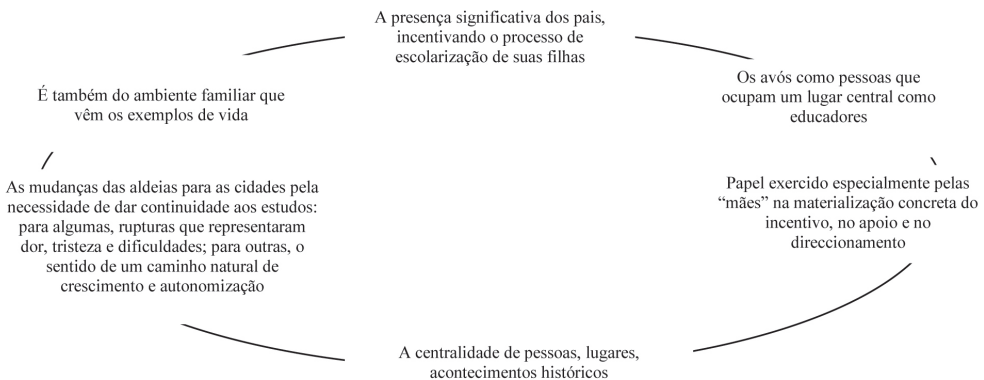 A presença significativa dos pais,
incentivando o processo de
escolarização de suas filhas
Os avós como pessoas que
ocupam um lugar central como
educadores
Papel exercido especialmente pelas
“mães” na materialização concreta do
incentivo, no apoio e no
direccionamento
A centralidade de pessoas, lugares,
acontecimentos históricos
As mudanças das aldeias para as cidades pela
necessidade de dar continuidade aos estudos:
para algumas, rupturas que representaram
dor, tristeza e dificuldades; para outras, o
sentido de um caminho natural de
crescimento e autonomização
É também do ambiente familiar que
vêm os exemplos de vida